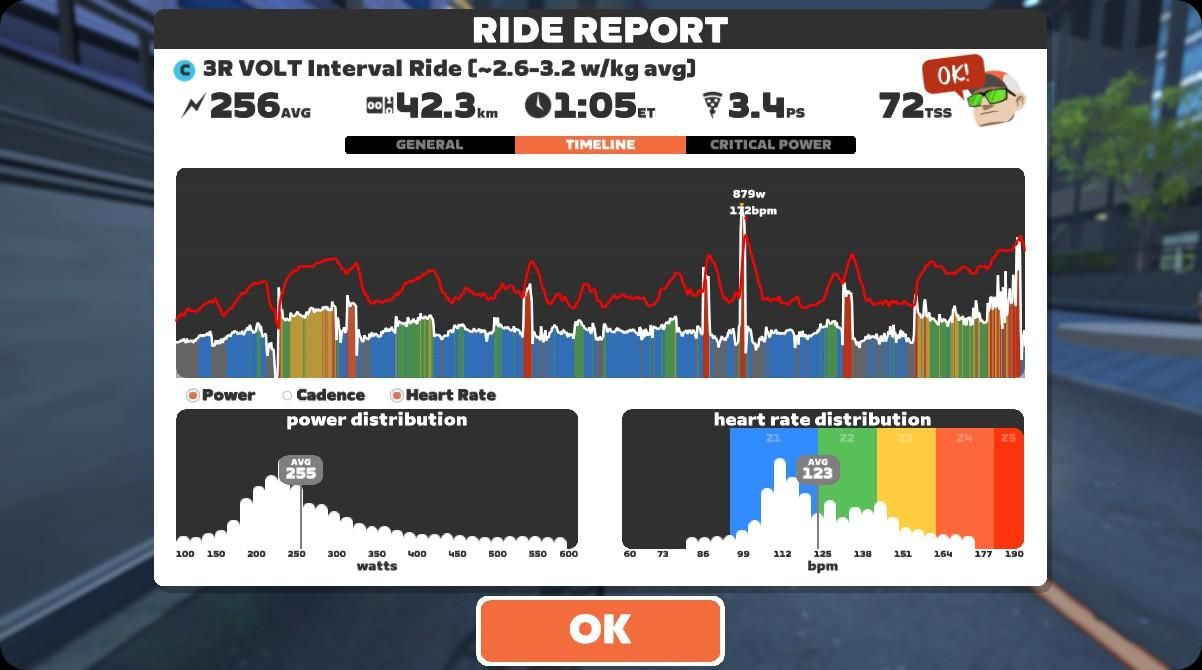 RIDE REPORT
C 3R VOLT Interval Ride [~2.6-3.2 w/kg avg]
OK!
256AVG 42.3km 1:05ET 3.4PS 72TSS
GENERAL TIMELINE CRITICAL POWER
879w
172bpm
Power Cadence Heart Rate
power distribution
AVG
255
100 150 200 250 300 350 400 450 500 550 600
watts
heart rate distribution
Z1 Z2 Z3 Z4 Z5
AVG
123
60 73 86 99 112 125 138 151 164 177 190
bpm
OK